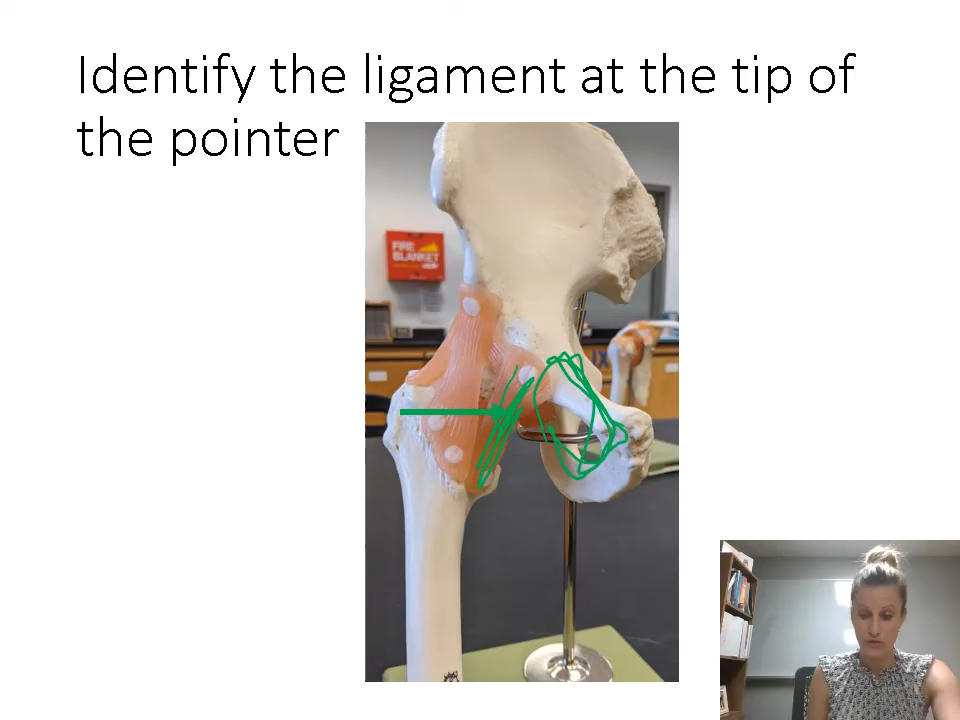 Identify the ligament at the tip of
the pointer
FIRE
BLANKET